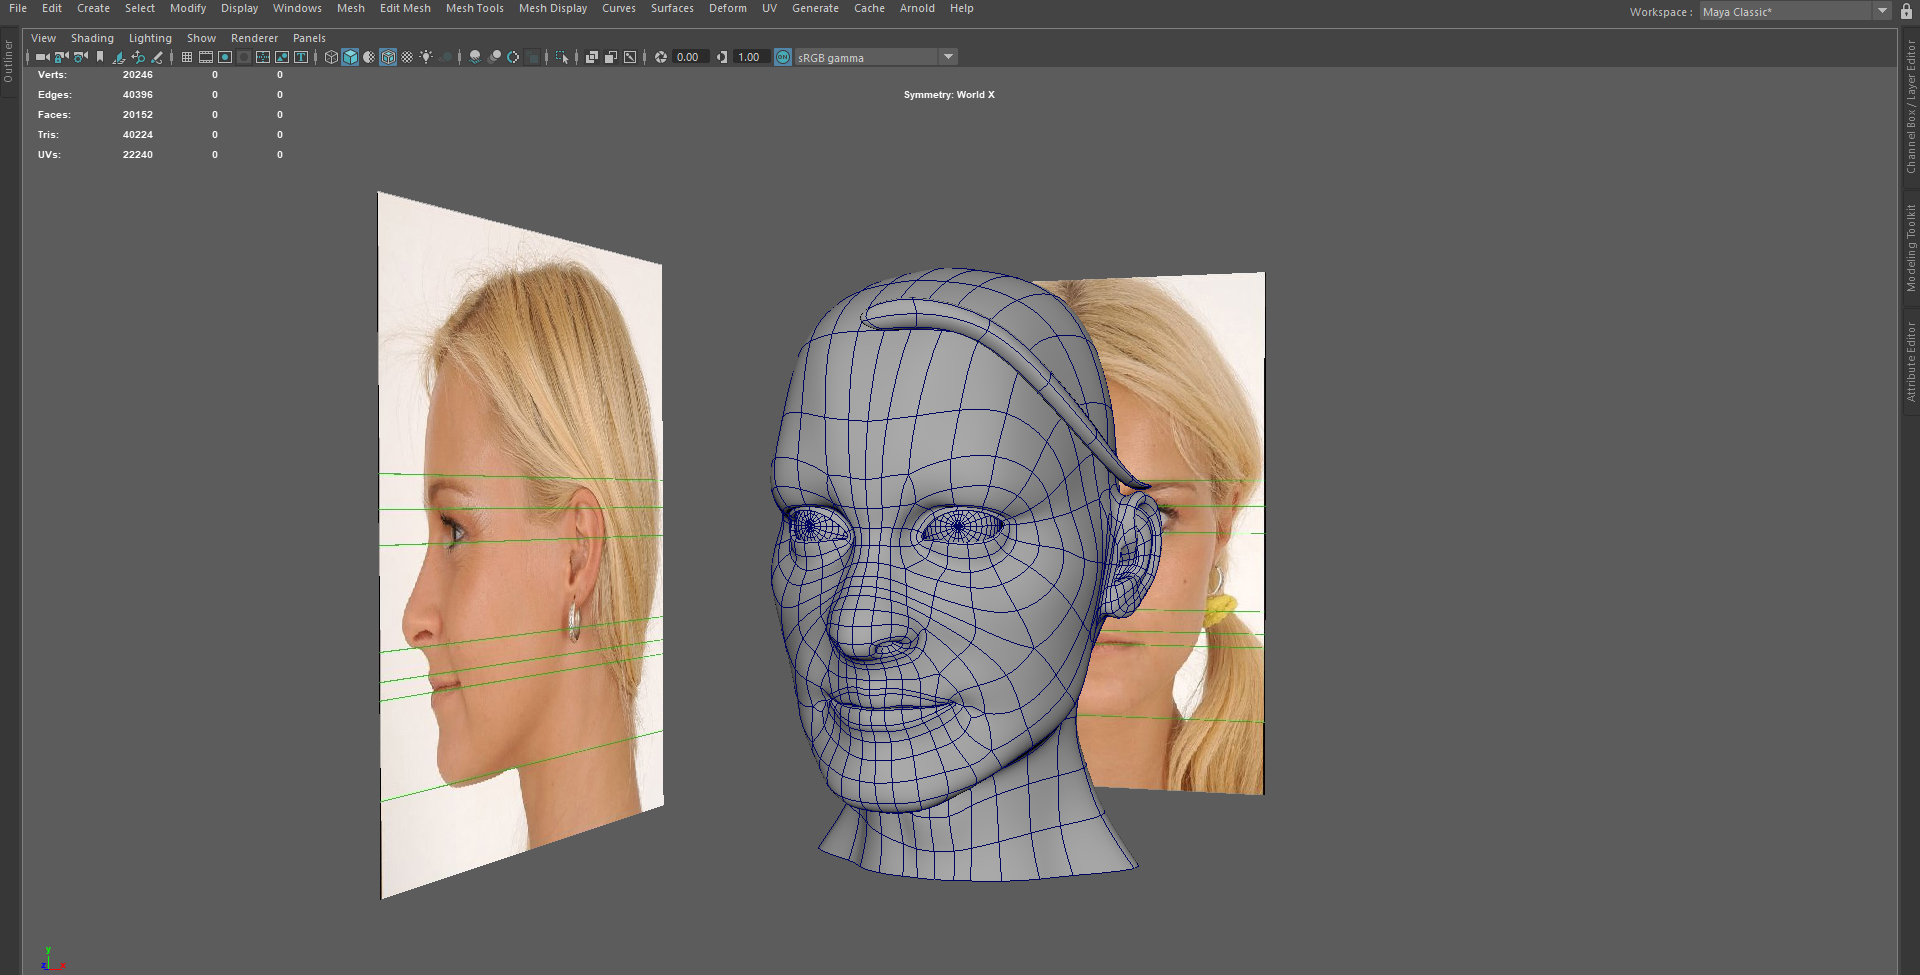 File Edit Create Select Modify Display Windows Mesh Edit Mesh Mesh Tools Mesh Display Curves Surfaces Deform UV Generate Cache Arnold Help
Workspace : Maya Classic*
View Shading Lighting Show Renderer Panels
0.00 1.00 ON sRGB gamma
Verts: 20246 0 0
Edges: 40396 0 0
Faces: 20152 0 0
Tris: 40224 0 0
UVs: 22240 0 0
Symmetry: World X
Outliner
Channel Box / Layer Editor
Modeling Toolkit
Attribute Editor
y
z x